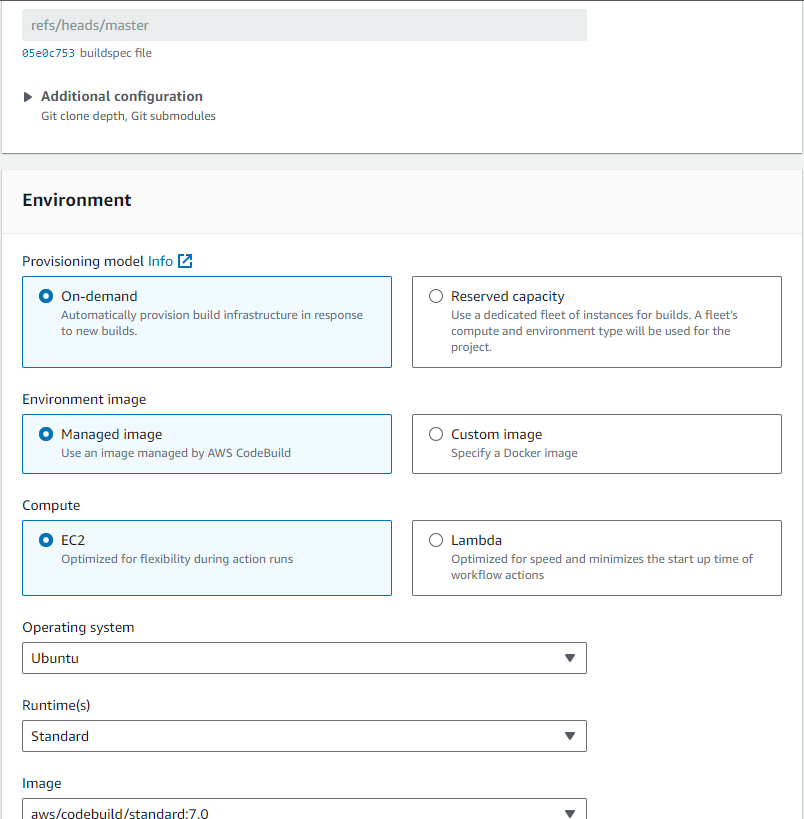 refs/heads/master
05e0c753 buildspec file
Additional configuration
Git clone depth, Git submodules
Environment
Provisioning model Info
On-demand
Automatically provision build infrastructure in response
to new builds.
Reserved capacity
Use a dedicated fleet of instances for builds. A fleet's
compute and environment type will be used for the
project.
Environment image
Managed image
Use an image managed by AWS CodeBuild
Custom image
Specify a Docker image
Compute
EC2
Optimized for flexibility during action runs
Lambda
Optimized for speed and minimizes the start up time of
workflow actions
Operating system
Ubuntu
Runtime(s)
Standard
Image
aws/codebuild/standard:7.0